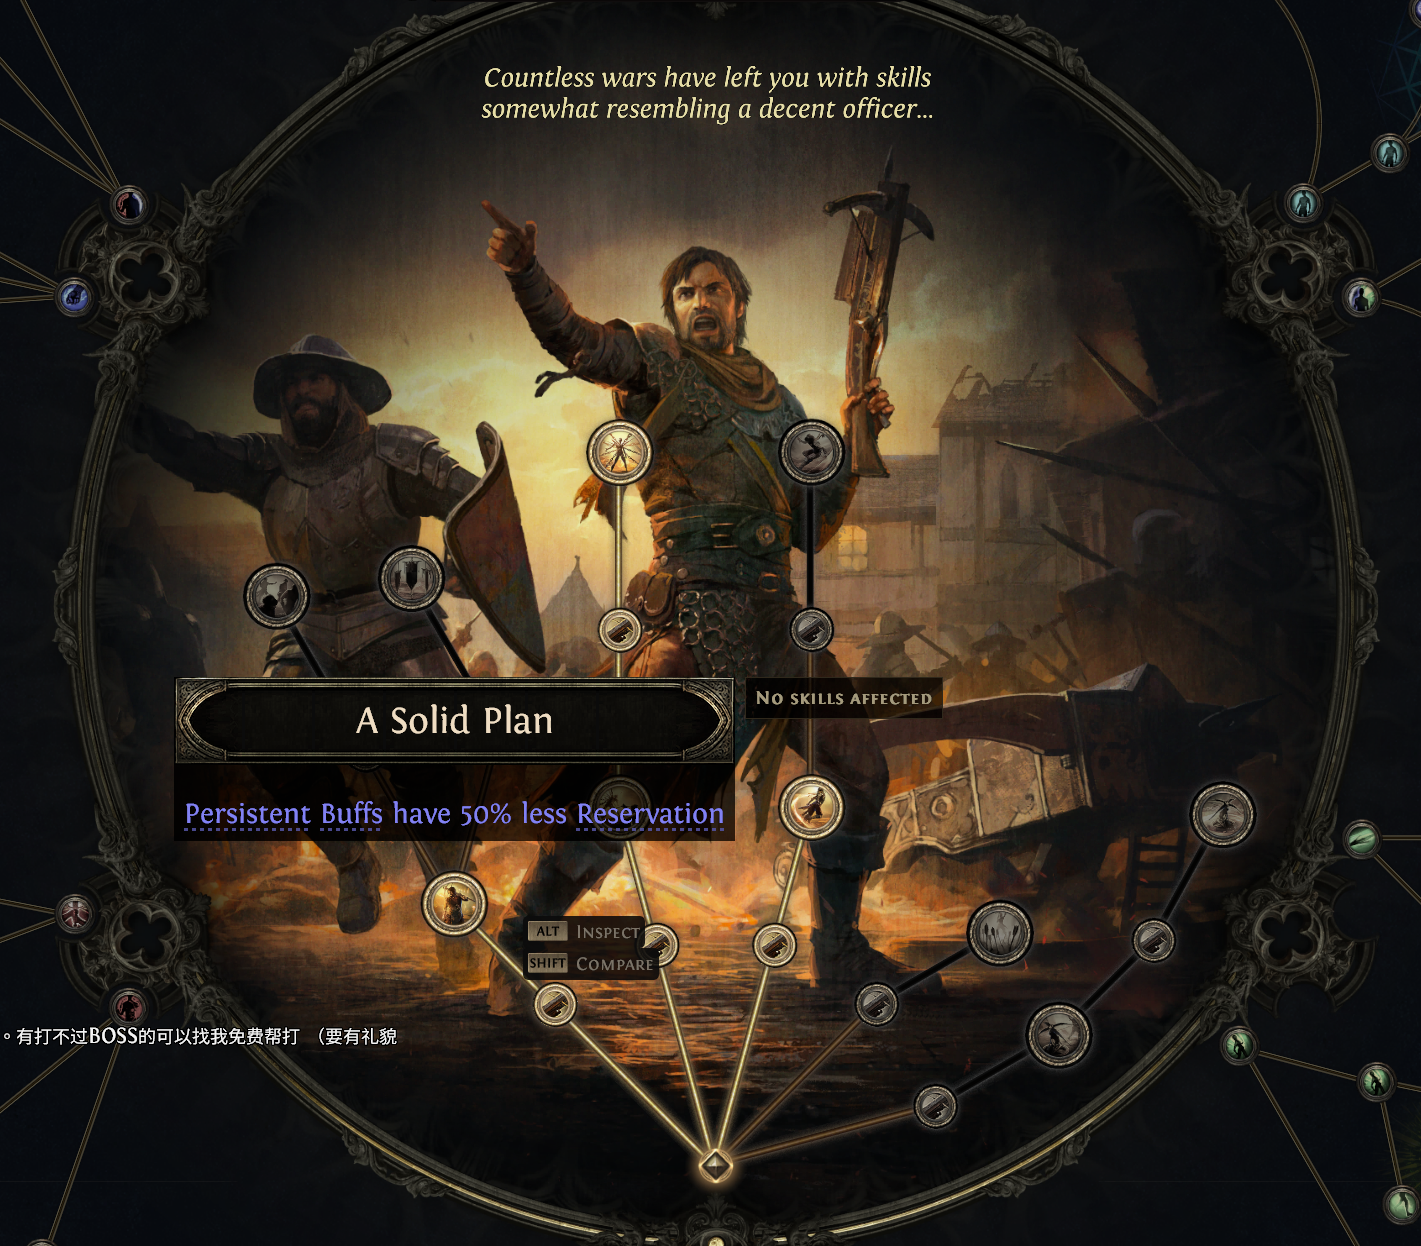 Countless wars have left you with skills
somewhat resembling a decent officer...
A Solid Plan
No skills affected
Persistent Buffs have 50% less Reservation
ALT Inspect
SHIFT Compare
。有打不过BOSS的可以找我免费帮打 （要有礼貌